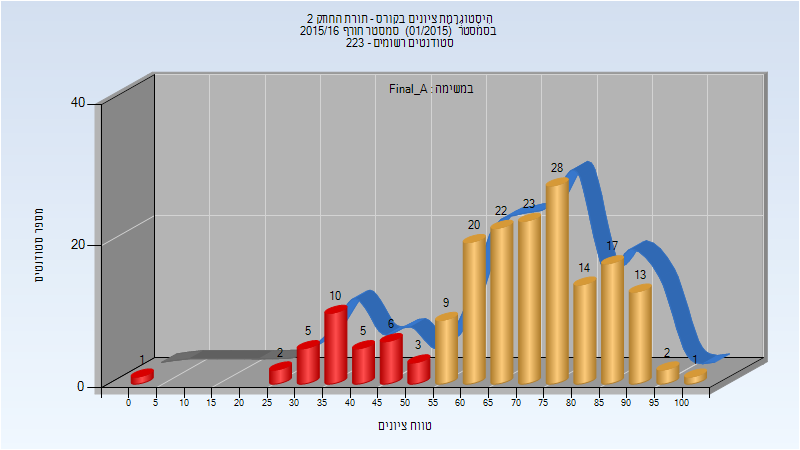 היסטוגרמת ציונים בקורס - תורת החוזק 2
בסמסטר (01/2015) סמסטר חורף 2015/16
סטודנטים רשומים - 223
במשימה : Final_A
מספר סטודנטים
40
20
0
1
2
5
10
5
6
3
9
20
22
23
28
14
17
13
2
1
0 5 10 15 20 25 30 35 40 45 50 55 60 65 70 75 80 85 90 95 100
טווח ציונים